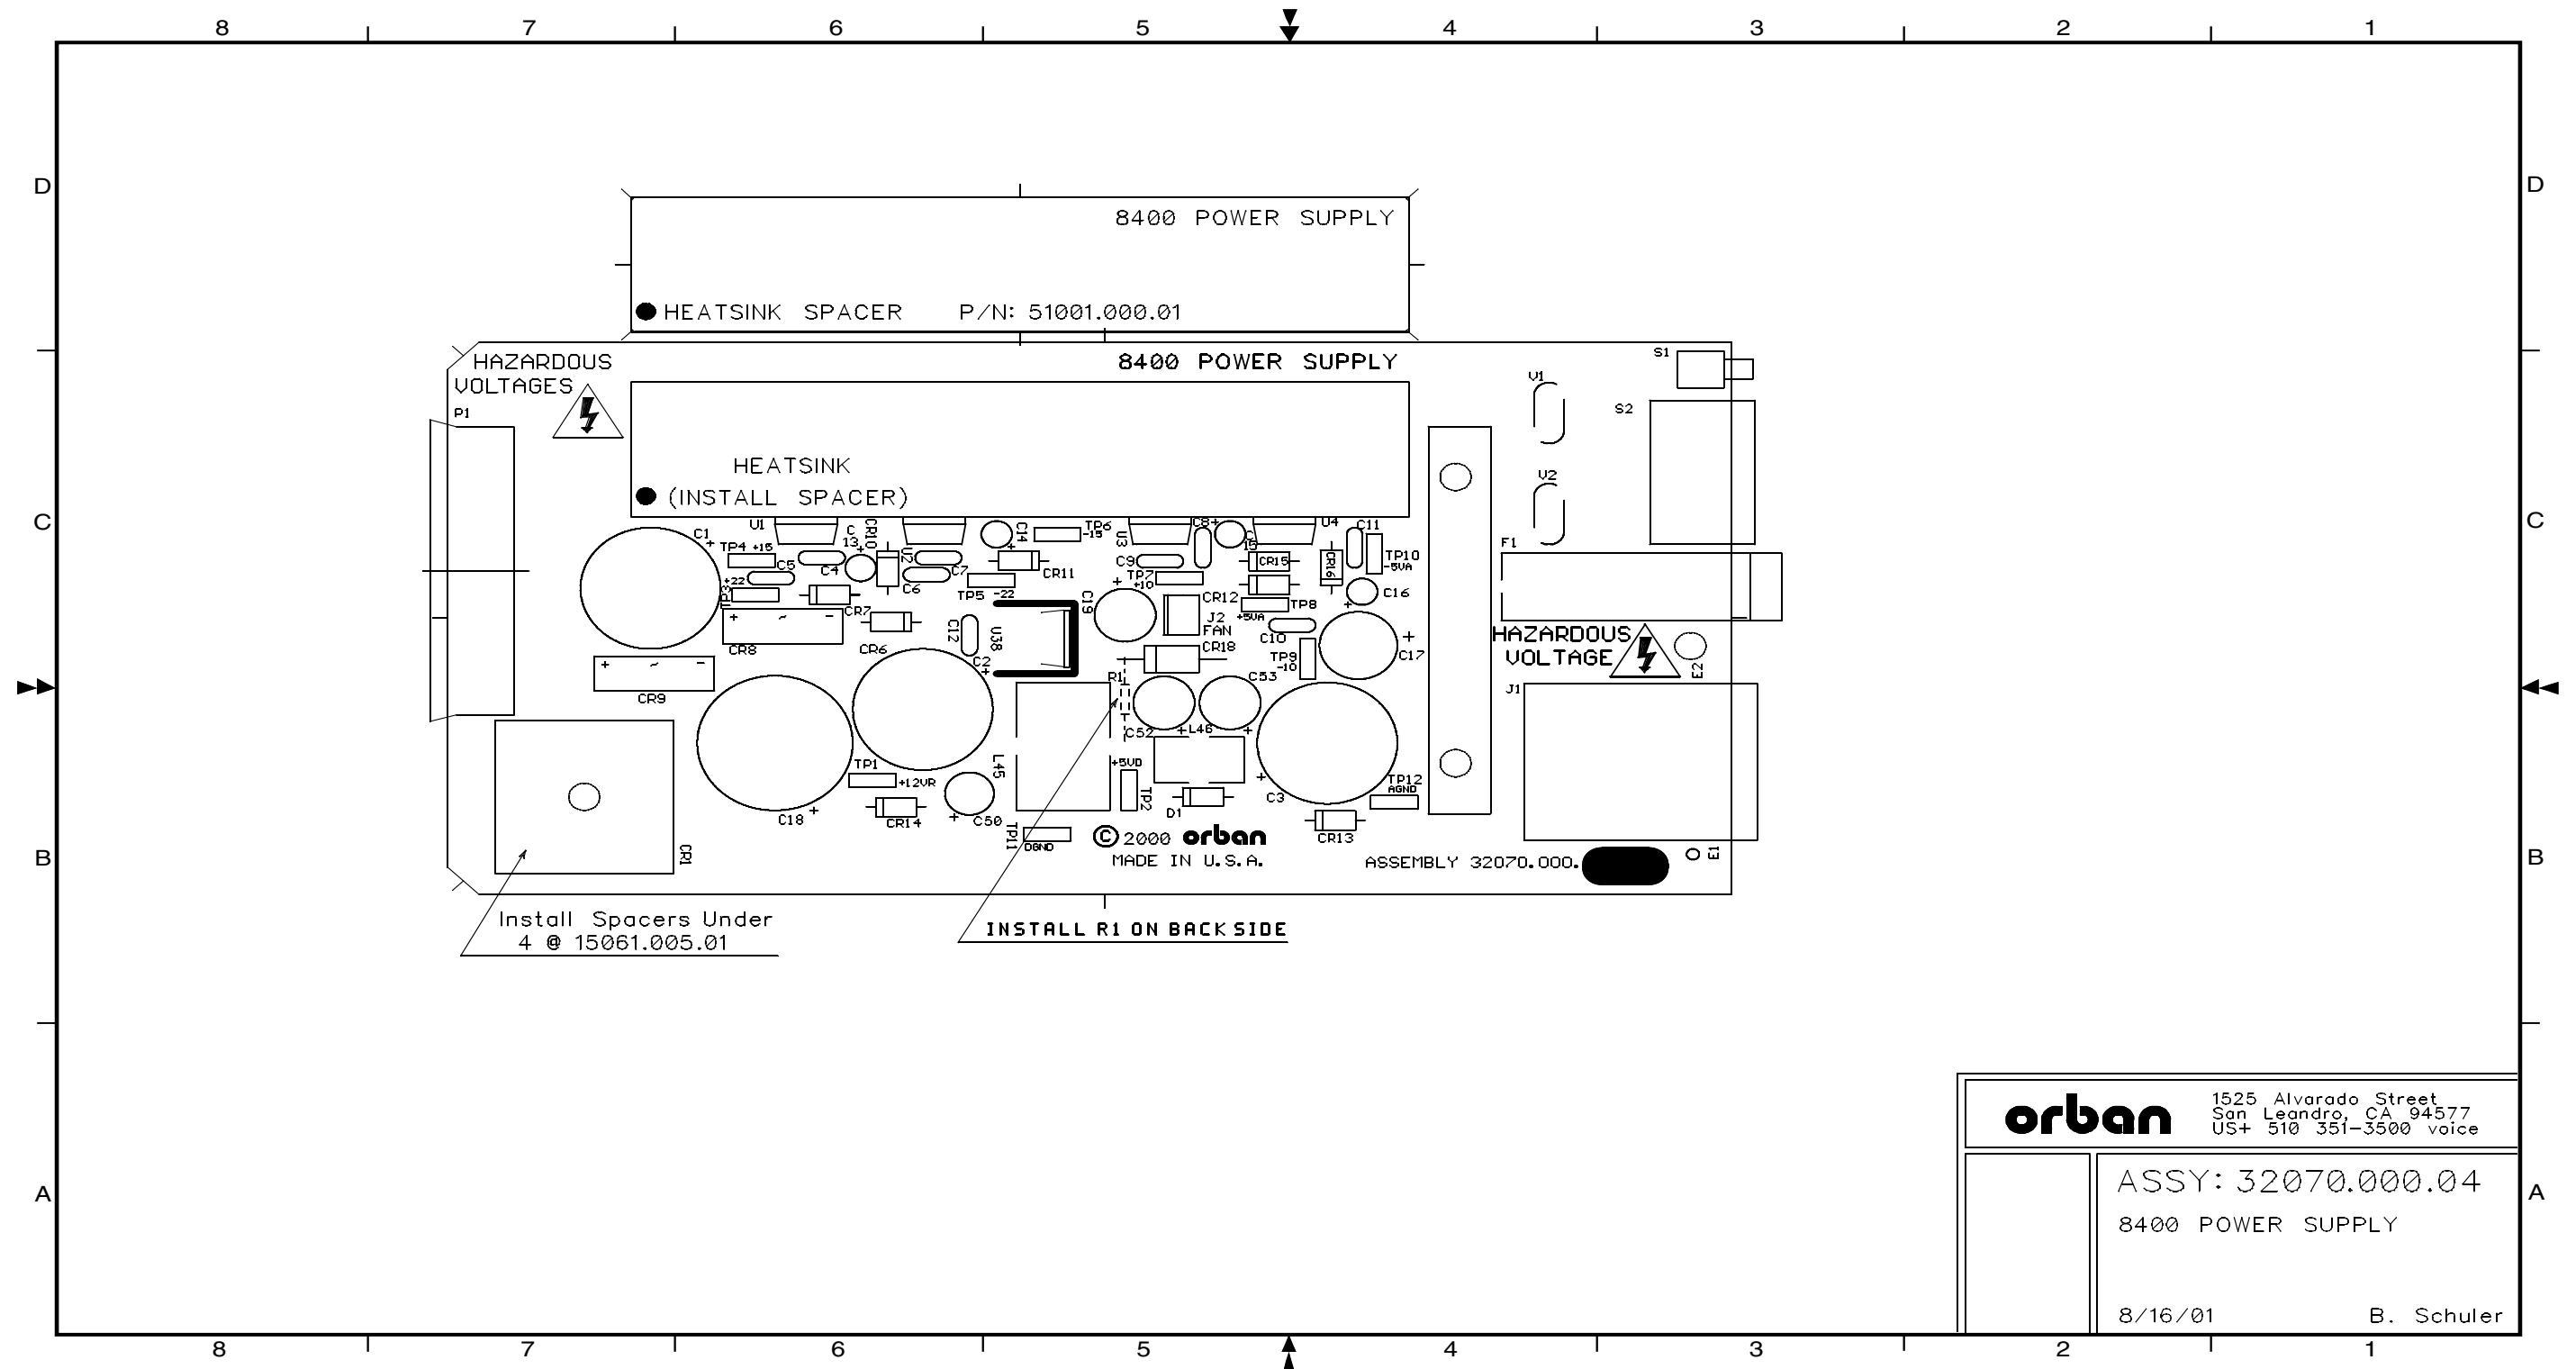 8 7 6 5 4 3 2 1
D
D
8400 POWER SUPPLY
HEATSINK SPACER P/N: 51001.000.01
HAZARDOUS
VOLTAGES
8400 POWER SUPPLY
S1
V1
S2
P1
HEATSINK
(INSTALL SPACER)
V2
C
C
U1
C
13
CR10
U2
C14
TP6
-15
U3
C8+
C
15
U4
C11
F1
C1
+
TP4 +15
C5
C4
+
C6
C7
+
CR11
C9
TP7
+10
CR15
CR16
TP10
-5VA
+22
TP3
CR7
TP5 -22
C19
+
CR12
+5VA
TP8
+
C16
J2
FAN
C10
+ ~ -
CR8
CR6
C12
U38
C2
+
CR18
TP9
-10
+
C17
HAZARDOUS
VOLTAGE
E2
+ ~ -
CR9
R1
C53
J1
C52
+
L46
+
TP1
+12VR
L45
+5VD
TP2
+
C3
TP12
AGND
C18
+
CR14
+
C50
D1
CR13
TP11
DGND
© 2000 orban
MADE IN U.S.A.
CR1
ASSEMBLY 32070.000.
E1
B
B
Install Spacers Under
4 @ 15061.005.01
INSTALL R1 ON BACK SIDE
orban
1525 Alvarado Street
San Leandro, CA 94577
US+ 510 351-3500 voice
A
A
ASSY: 32070.000.04
8400 POWER SUPPLY
8/16/01 B. Schuler
8 7 6 5 4 3 2 1